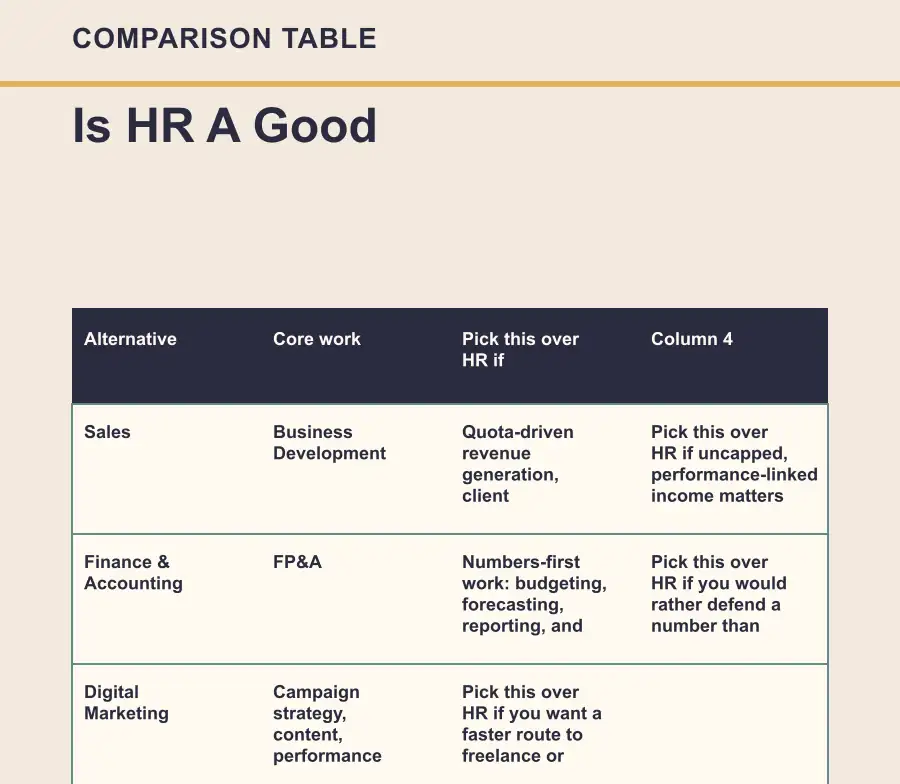 COMPARISON TABLE
Is HR A Good
Alternative
Core work
Pick this over
HR if
Column 4
Sales
Business
Development
Quota-driven
revenue
generation,
client
Pick this over
HR if uncapped,
performance-linked
income matters
Finance &
Accounting
FP&A
Numbers-first
work: budgeting,
forecasting,
reporting, and
Pick this over
HR if you would
rather defend a
number than
Digital
Marketing
Campaign
strategy,
content,
performance
Pick this over
HR if you want a
faster route to
freelance or